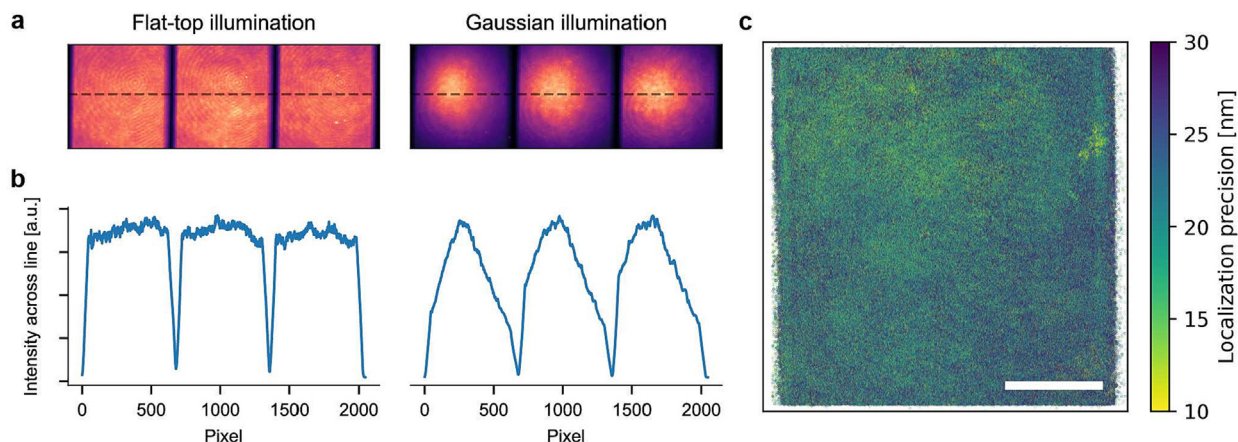 a
Flat-top illumination
Gaussian illumination
b
Intensity across line [a.u.]
0 500 1000 1500 2000
Pixel
0 500 1000 1500 2000
Pixel
c
30
25
20
15
10
Localization precision [nm]